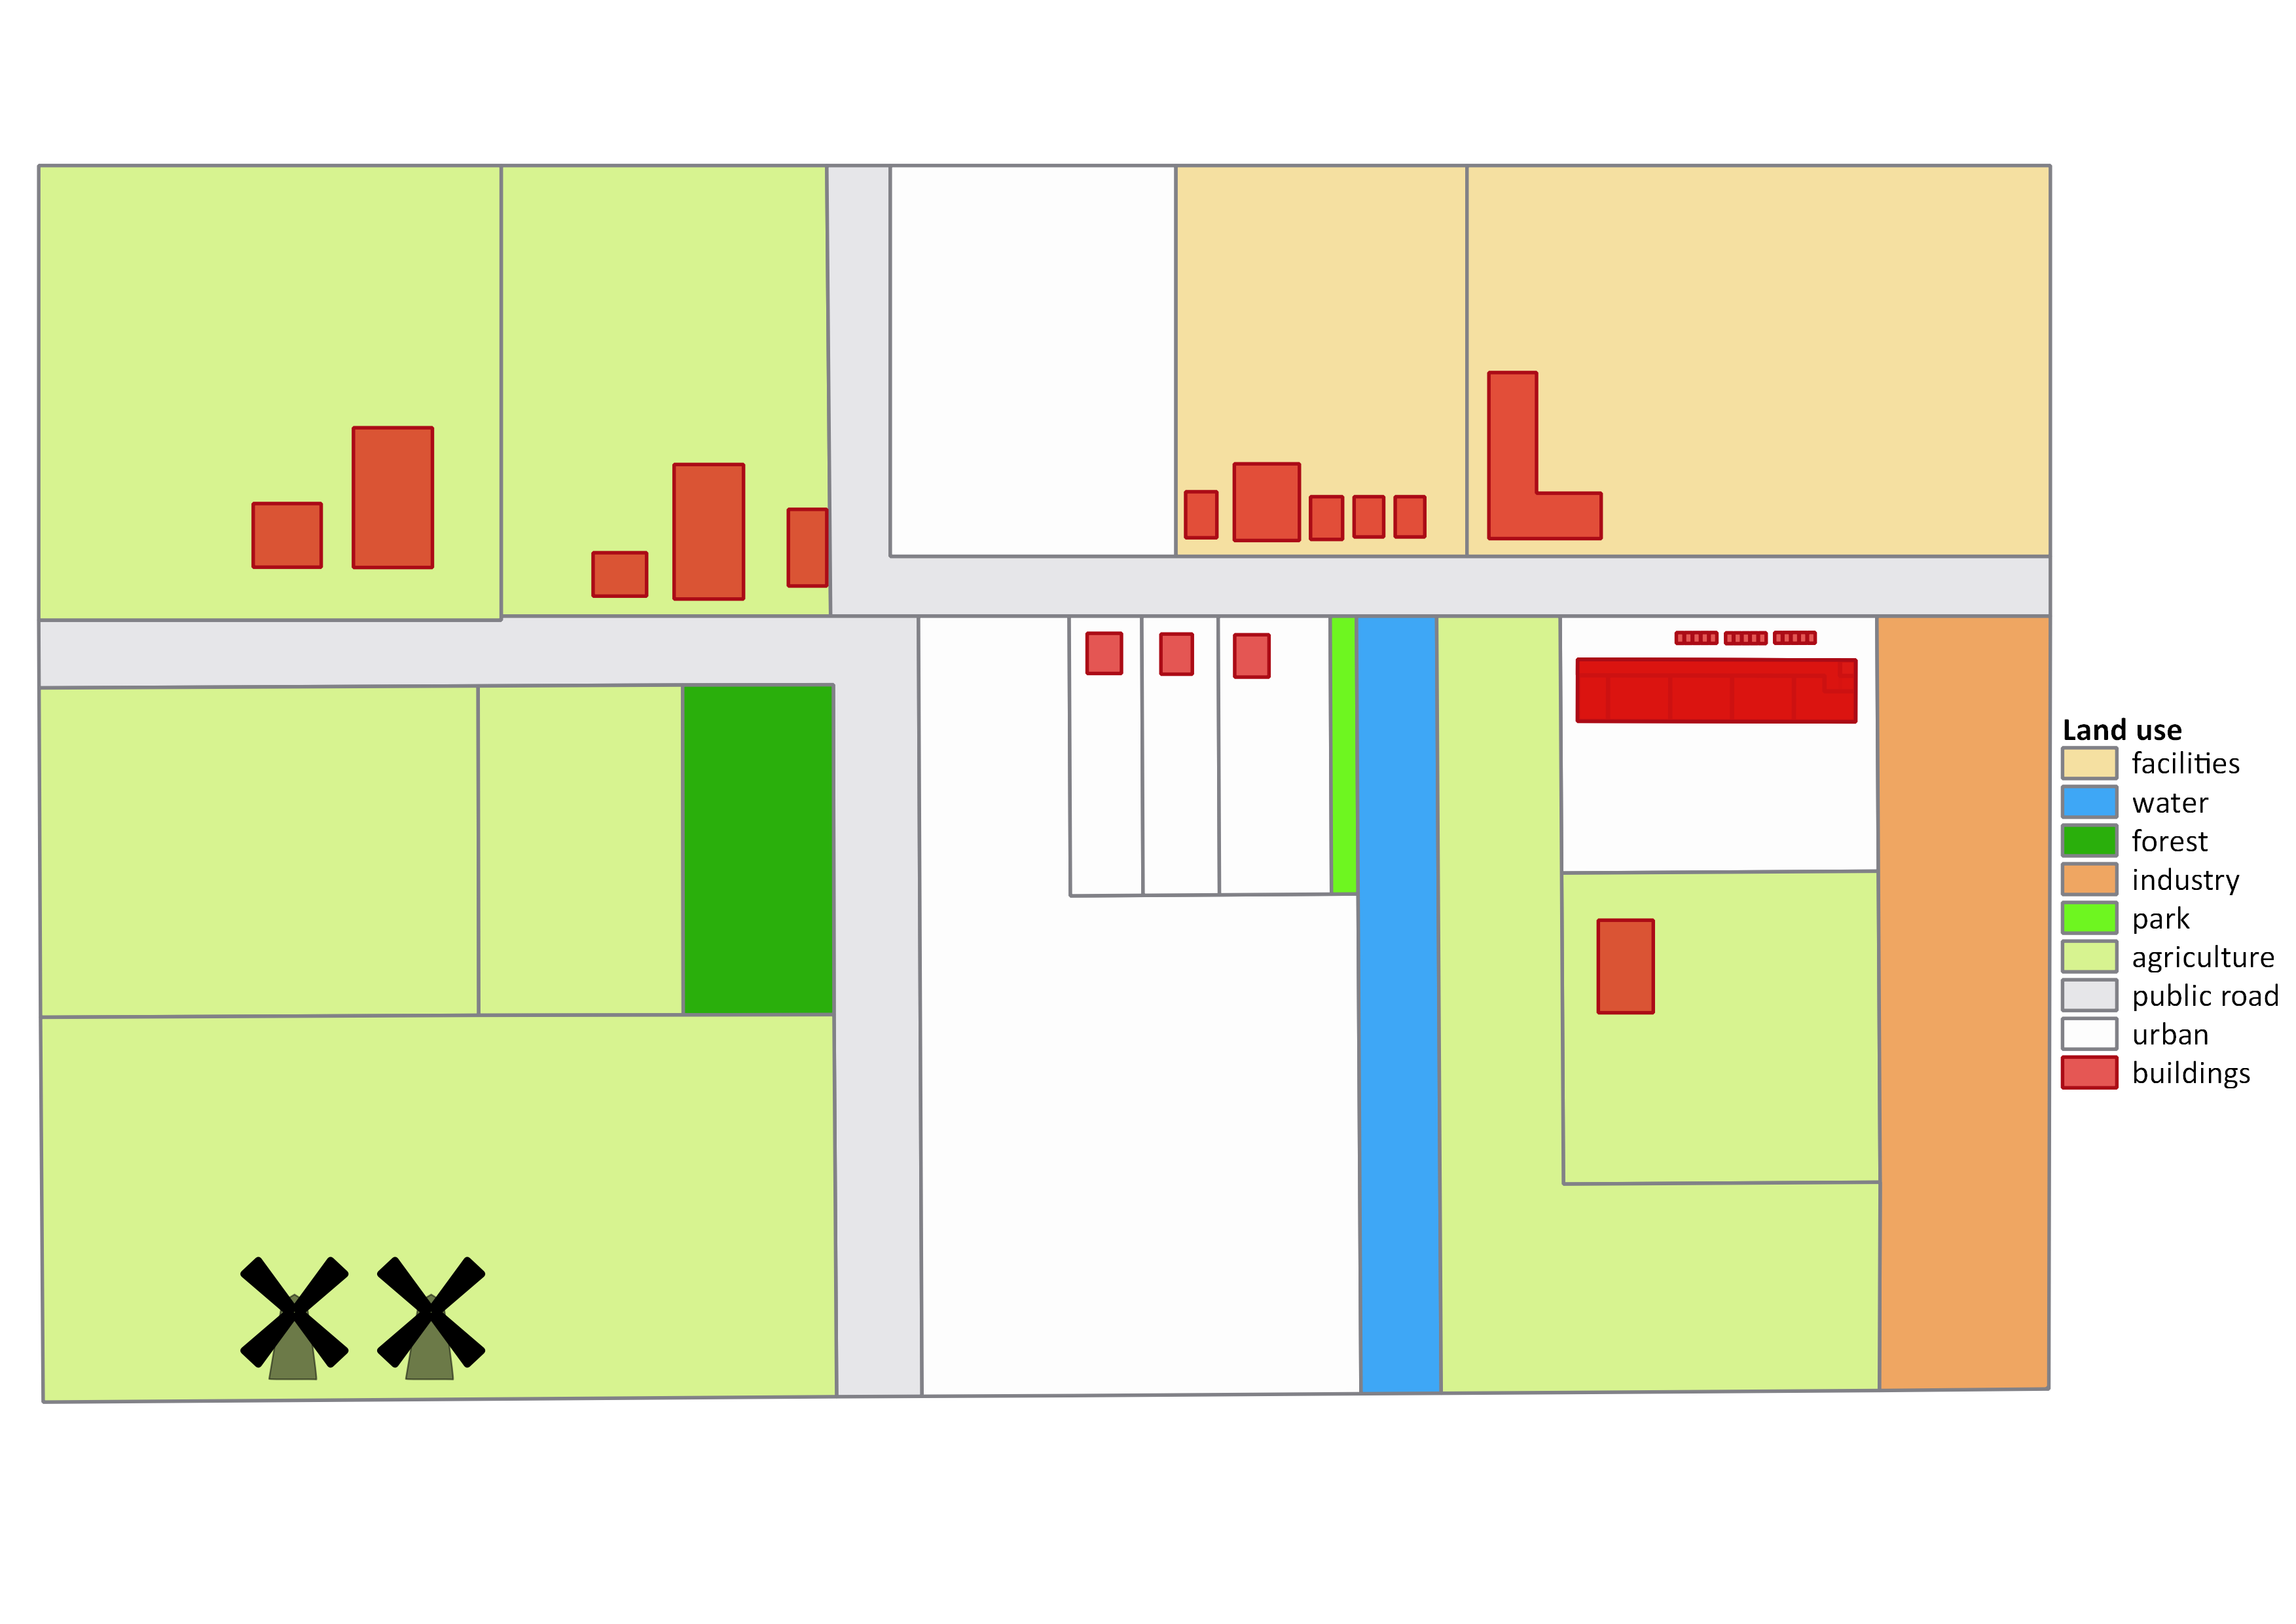 Land use
facilities
water
forest
industry
park
agriculture
public road
urban
buildings